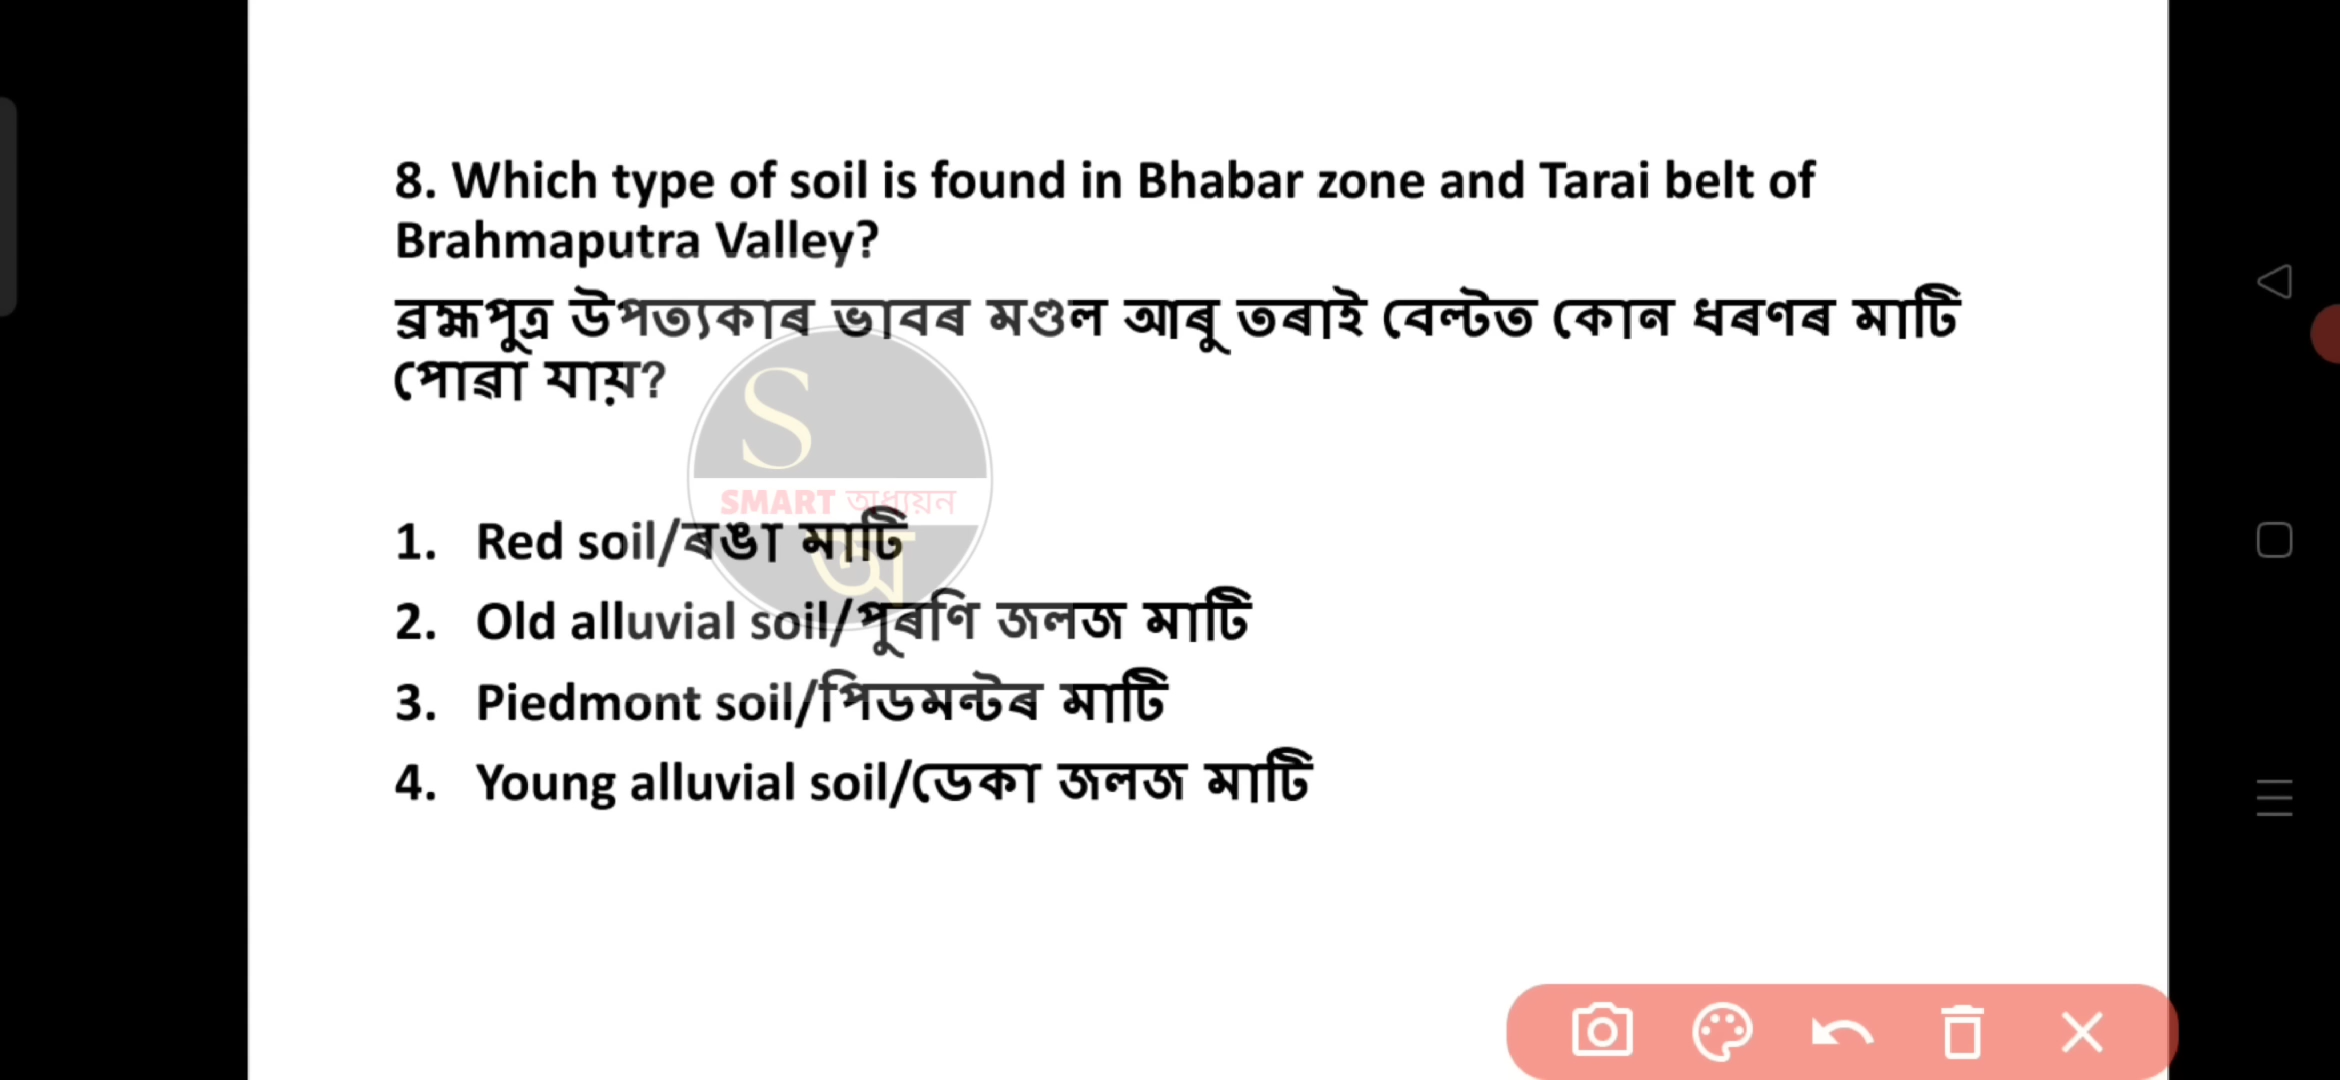 8. Which type of soil is found in Bhabar zone and Tarai belt of
Brahmaputra Valley?
ব্ৰহ্মপুত্ৰ উপত্যকাৰ ভাবৰ মণ্ডল আৰু তৰাই বেল্টত কোন ধৰণৰ মাটি
পোৱা যায়?
S
SMART অধ্যয়ন
অ
1. Red soil/ৰঙা মাটি
2. Old alluvial soil/পুৰণি জলজ মাটি
3. Piedmont soil/পিডমন্টৰ মাটি
4. Young alluvial soil/ডেকা জলজ মাটি